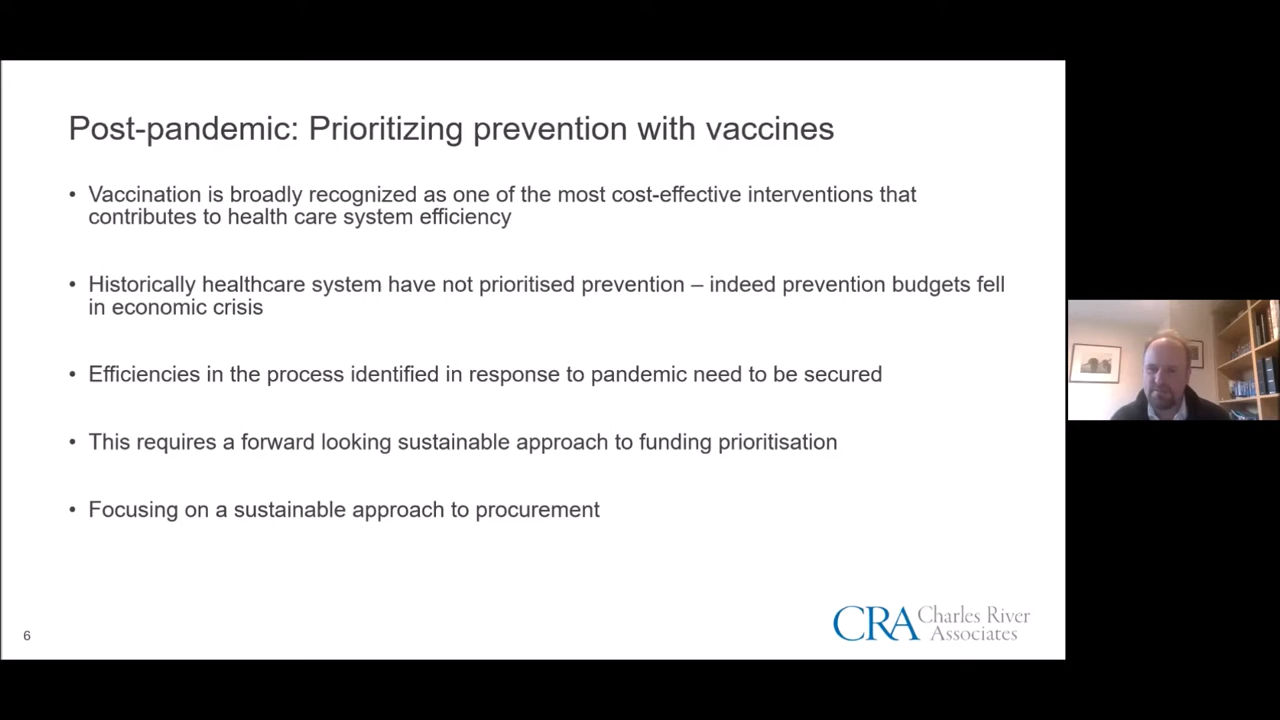 Post-pandemic: Prioritizing prevention with vaccines
• Vaccination is broadly recognized as one of the most cost-effective interventions that
contributes to health care system efficiency
• Historically healthcare system have not prioritised prevention – indeed prevention budgets fell
in economic crisis
• Efficiencies in the process identified in response to pandemic need to be secured
• This requires a forward looking sustainable approach to funding prioritisation
• Focusing on a sustainable approach to procurement
6
CRA Charles River
Associates